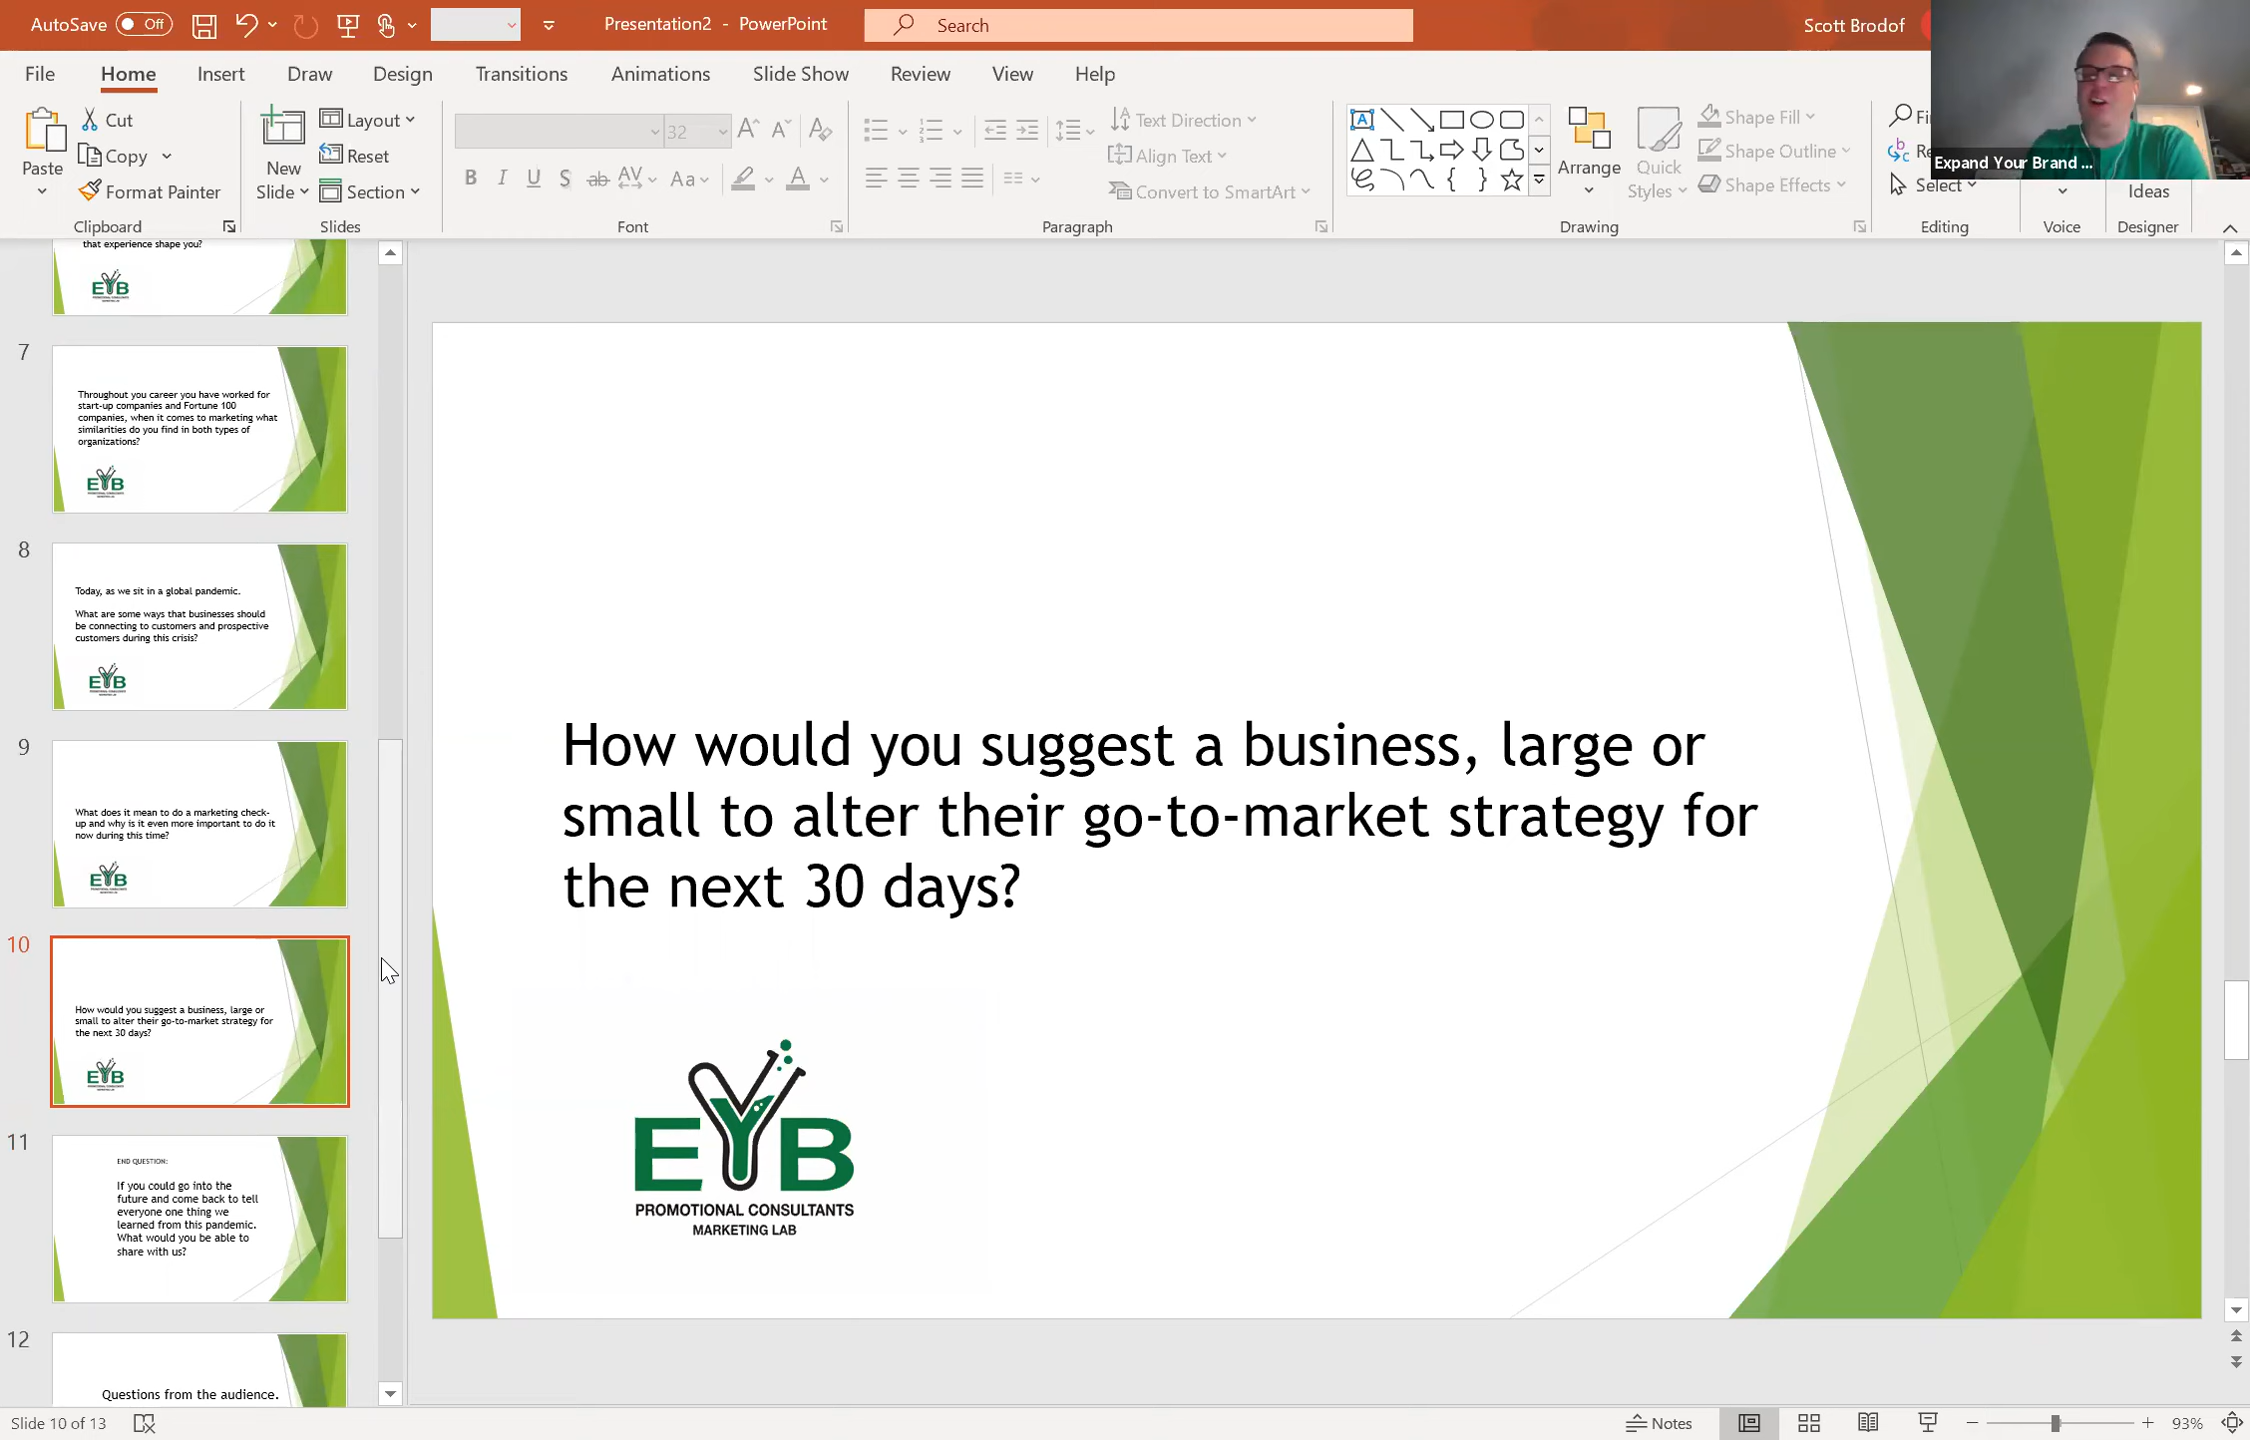 AutoSave Off Presentation2 - PowerPoint Search Scott Brodof
File Home Insert Draw Design Transitions Animations Slide Show Review View Help
Paste Cut Copy Format Painter Clipboard
New Slide Layout Reset Section Slides
32
B I U S ab AV Aa A Font
Text Direction
Align Text
Convert to SmartArt
Paragraph
Arrange Quick Styles Shape Fill
Shape Outline
Shape Effects
Drawing
Select
Editing
Voice
Ideas
Designer
Expand Your Brand ...
that experience shape you?
EYB
7
Throughout you career you have worked for
start-up companies and Fortune 100
companies, when it comes to marketing what
similarities do you find in both types of
organizations?
EYB
8
Today, as we sit in a global pandemic.
What are some ways that businesses should
be connecting to customers and prospective
customers during this crisis?
EYB
9
What does it mean to do a marketing check-
up and why is it even more important to do it
now during this time?
EYB
10
How would you suggest a business, large or
small to alter their go-to-market strategy for
the next 30 days?
EYB
11
END QUESTION:
If you could go into the
future and come back to tell
everyone one thing we
learned from this pandemic.
What would you be able to
share with us?
12
Questions from the audience.
How would you suggest a business, large or
small to alter their go-to-market strategy for
the next 30 days?
EYB
PROMOTIONAL CONSULTANTS
MARKETING LAB
Slide 10 of 13 Notes 93%